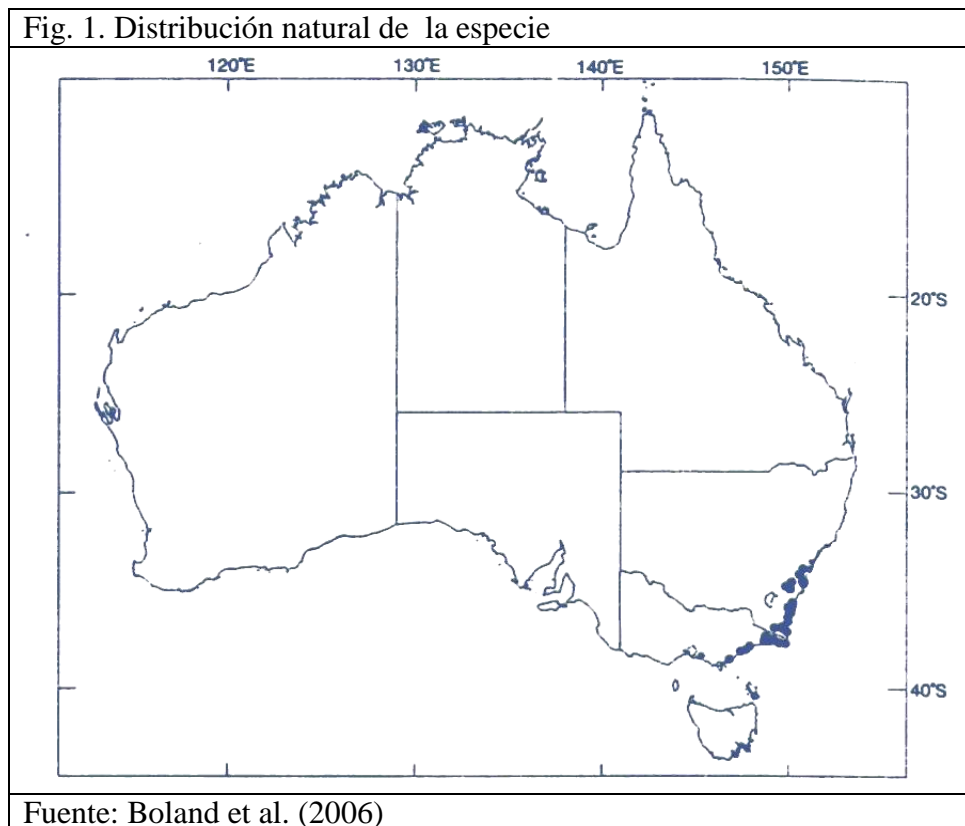 Fig. 1. Distribución natural de  la especie
120°E 130°E 140°E 150°E
20°S
30°S
40°S
Fuente: Boland et al. (2006)